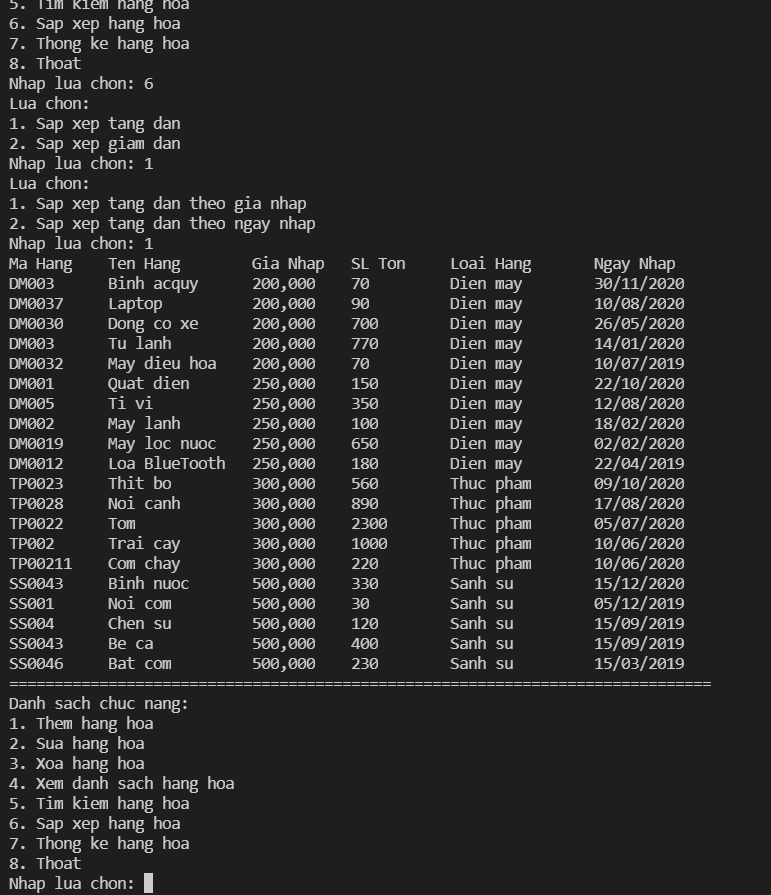 5. Tim kiem hang hoa
6. Sap xep hang hoa
7. Thong ke hang hoa
8. Thoat
Nhap lua chon: 6
Lua chon:
1. Sap xep tang dan
2. Sap xep giam dan
Nhap lua chon: 1
Lua chon:
1. Sap xep tang dan theo gia nhap
2. Sap xep tang dan theo ngay nhap
Nhap lua chon: 1
Ma Hang    Ten Hang        Gia Nhap   SL Ton     Loai Hang       Ngay Nhap
DM003      Binh acquy      200,000    70         Dien may        30/11/2020
DM0037     Laptop          200,000    90         Dien may        10/08/2020
DM0030     Dong co xe      200,000    700        Dien may        26/05/2020
DM003      Tu lanh         200,000    770        Dien may        14/01/2020
DM0032     May dieu hoa    200,000    70         Dien may        10/07/2019
DM001      Quat dien       250,000    150        Dien may        22/10/2020
DM005      Ti vi           250,000    350        Dien may        12/08/2020
DM002      May lanh        250,000    100        Dien may        18/02/2020
DM0019     May loc nuoc    250,000    650        Dien may        02/02/2020
DM0012     Loa BlueTooth   250,000    180        Dien may        22/04/2019
TP0023     Thit bo         300,000    560        Thuc pham       09/10/2020
TP0028     Noi canh        300,000    890        Thuc pham       17/08/2020
TP0022     Tom             300,000    2300       Thuc pham       05/07/2020
TP002      Trai cay        300,000    1000       Thuc pham       10/06/2020
TP00211    Com chay        300,000    220        Thuc pham       10/06/2020
SS0043     Binh nuoc       500,000    330        Sanh su         15/12/2020
SS001      Noi com         500,000    30         Sanh su         05/12/2019
SS004      Chen su         500,000    120        Sanh su         15/09/2019
SS0043     Be ca           500,000    400        Sanh su         15/09/2019
SS0046     Bat com         500,000    230        Sanh su         15/03/2019
==============================================================================
Danh sach chuc nang:
1. Them hang hoa
2. Sua hang hoa
3. Xoa hang hoa
4. Xem danh sach hang hoa
5. Tim kiem hang hoa
6. Sap xep hang hoa
7. Thong ke hang hoa
8. Thoat
Nhap lua chon: